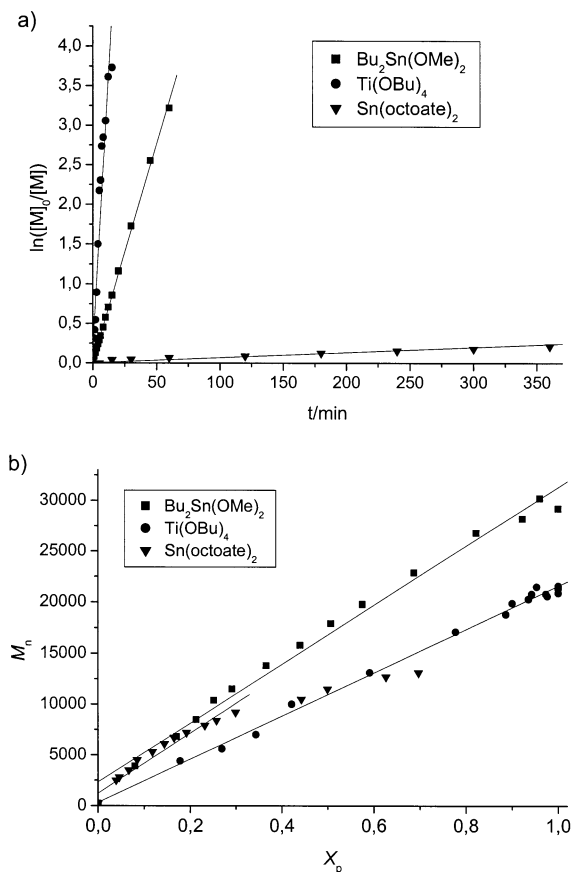 a)
4,0
3,5
3,0
2,5
2,0
1,5
1,0
0,5
0,0
ln([M]₀/[M])
Bu₂Sn(OMe)₂
Ti(OBu)₄
Sn(octoate)₂
0 50 100 150 200 250 300 350
t/min
b)
30000
25000
20000
15000
10000
5000
0
Mₙ
Bu₂Sn(OMe)₂
Ti(OBu)₄
Sn(octoate)₂
0,0 0,2 0,4 0,6 0,8 1,0
Xₚ